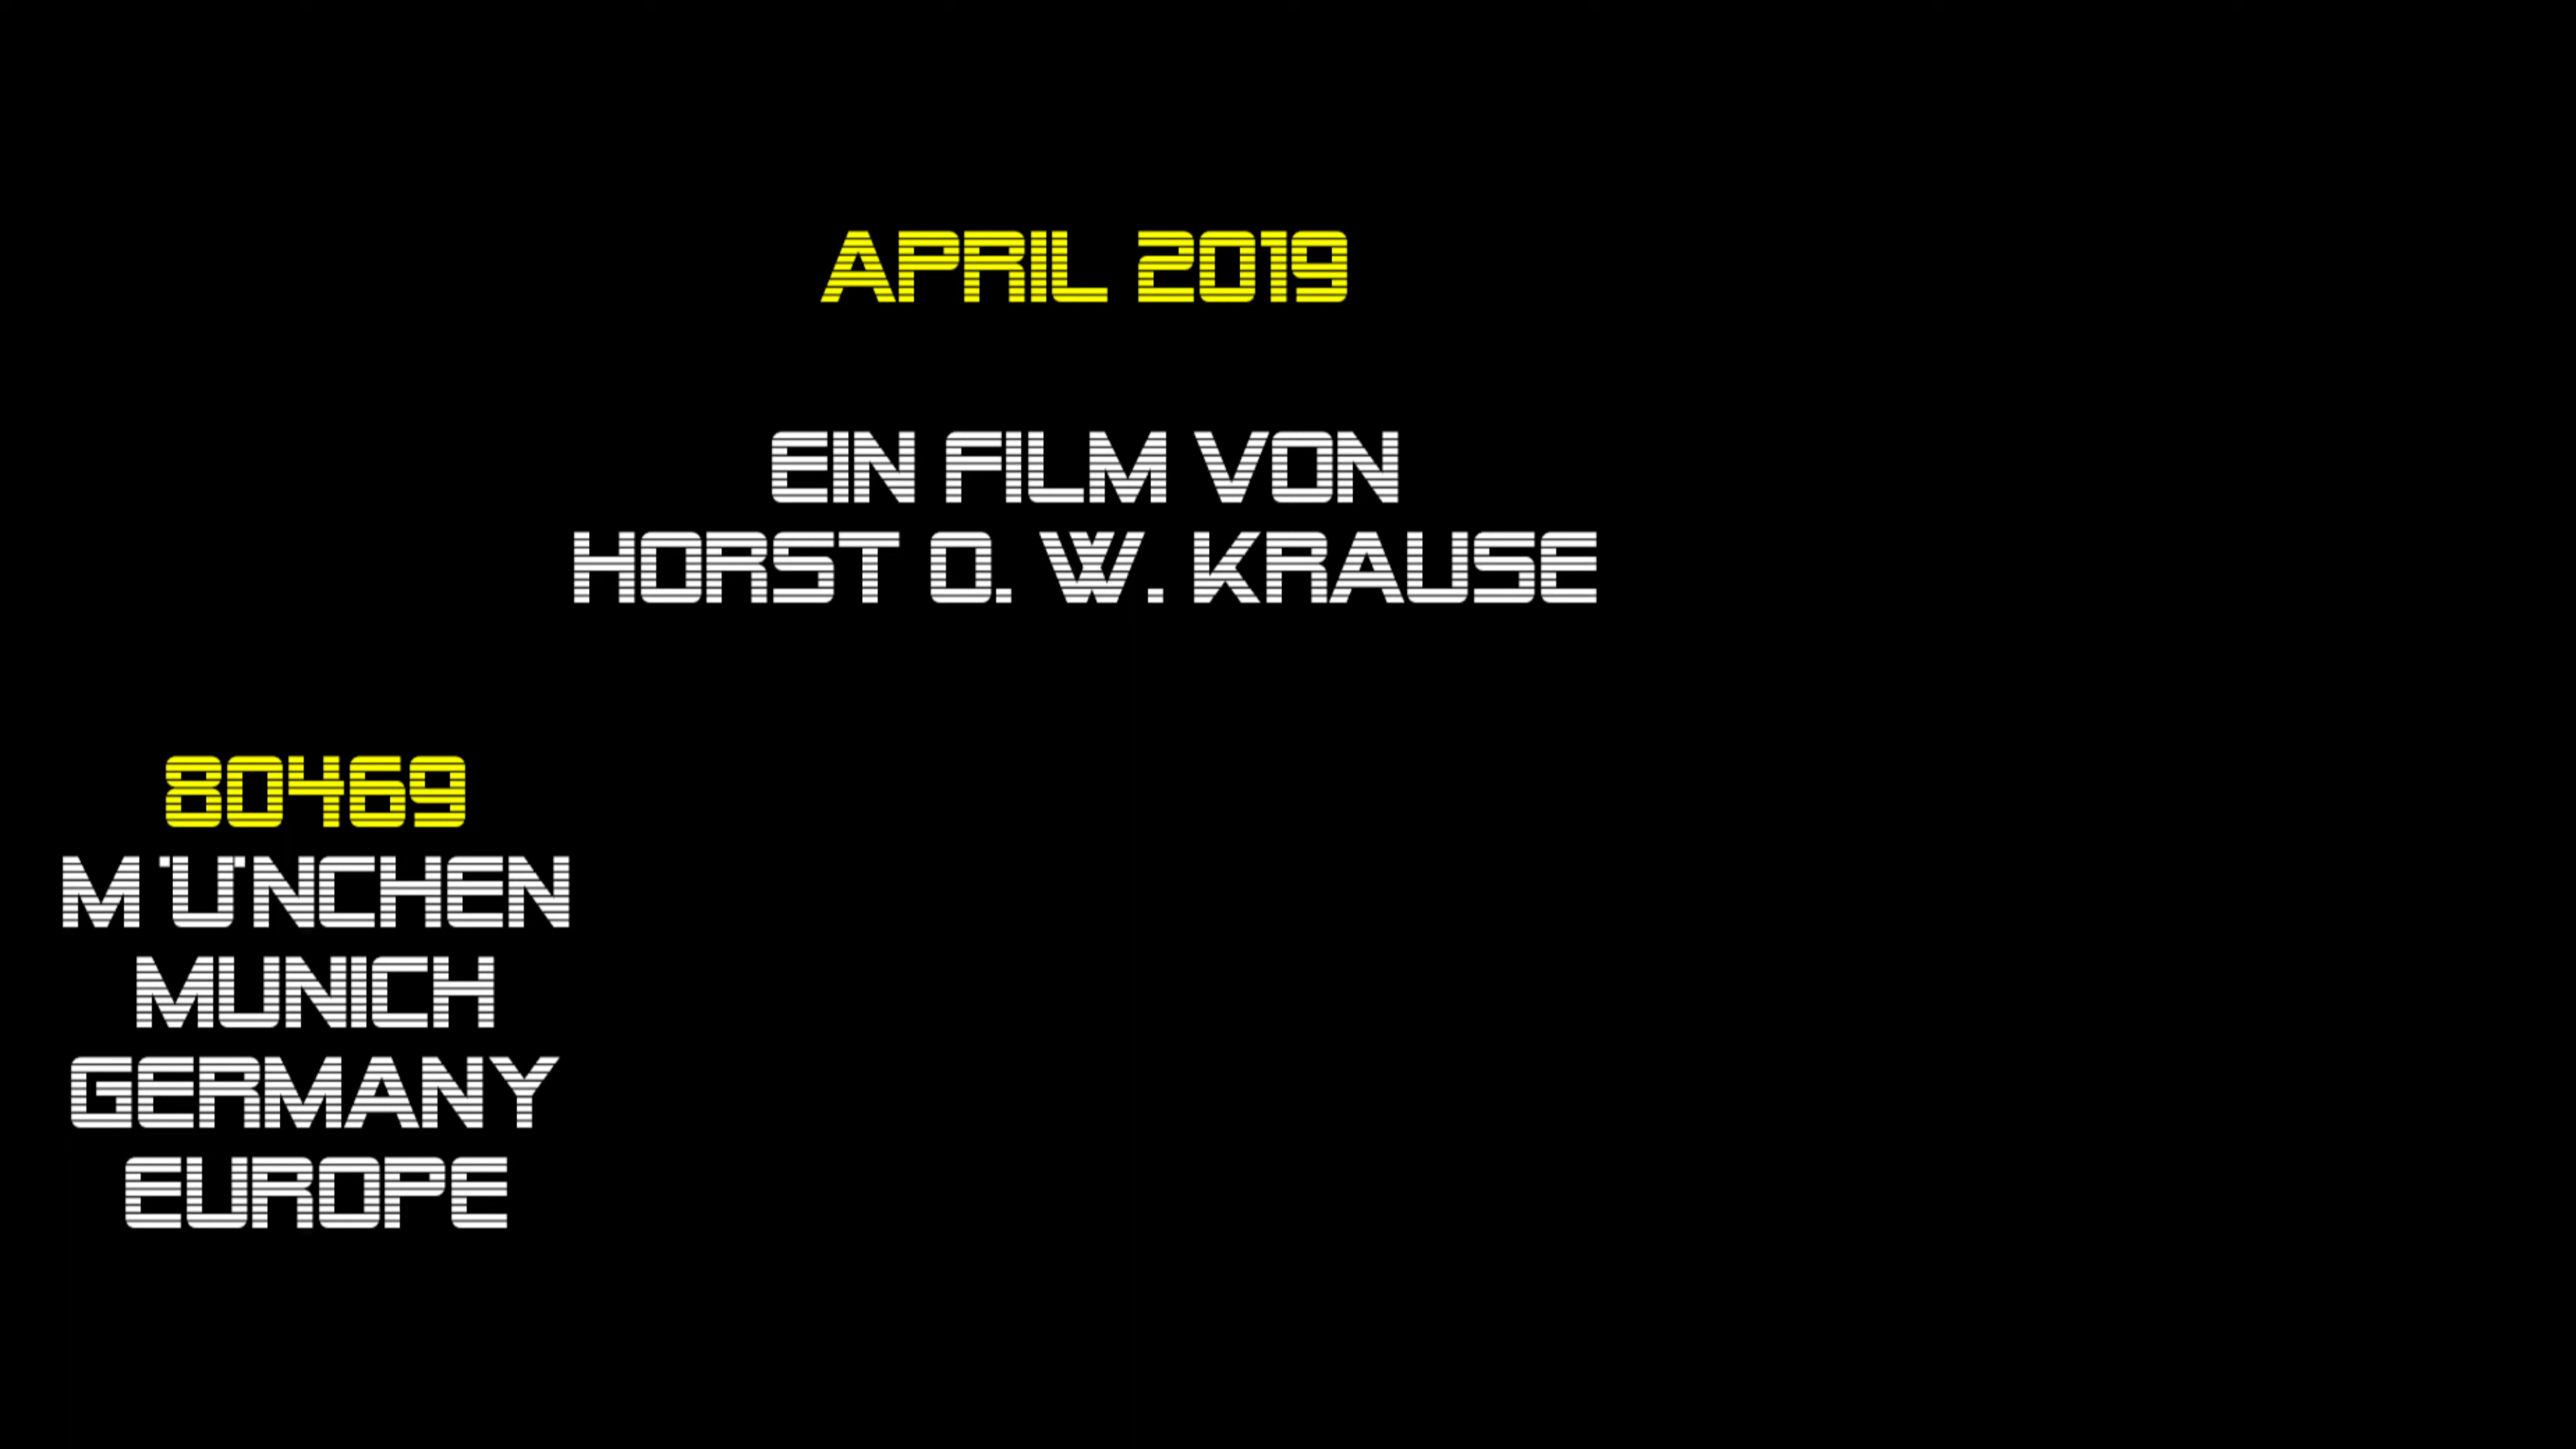 APRIL 2019
EIN FILM VON
HORST O. W. KRAUSE
80469
MÜNCHEN
MUNICH
GERMANY
EUROPE